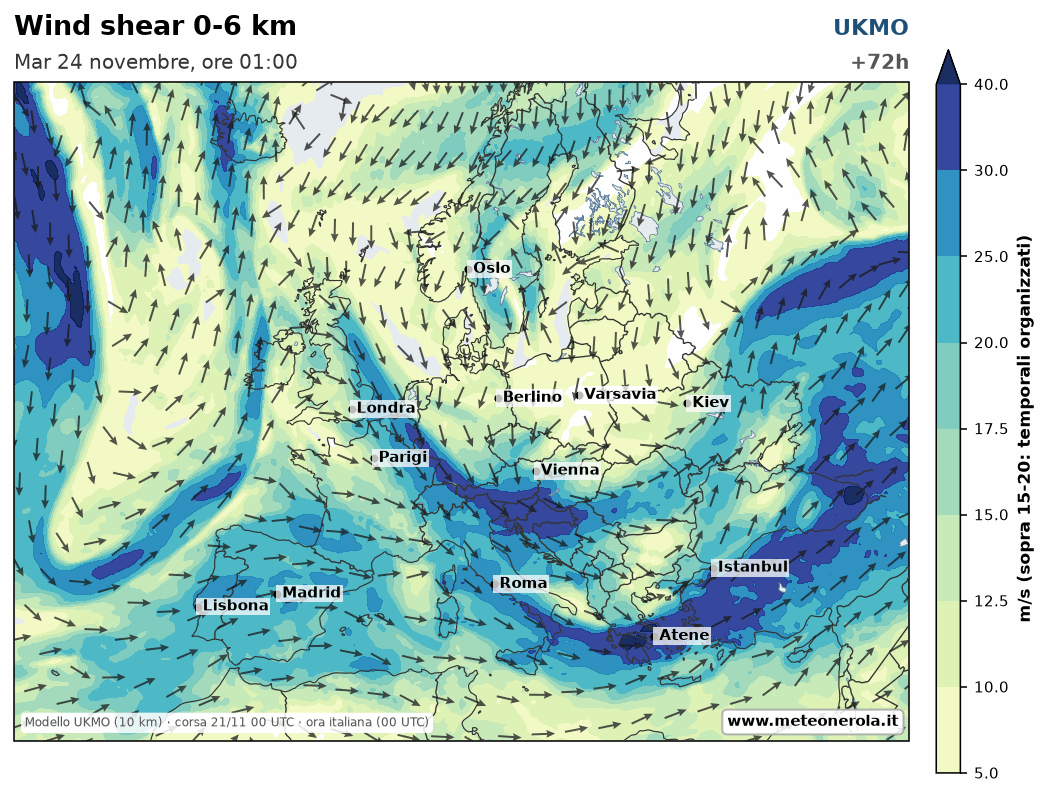 Wind shear 0-6 km
UKMO
Mar 24 novembre, ore 01:00
+72h
40.0
30.0
25.0
20.0
17.5
15.0
12.5
10.0
5.0
m/s (sopra 15-20: temporali organizzati)
Oslo
Berlino
Varsavia
Kiev
Londra
Parigi
Vienna
Istanbul
Roma
Madrid
Lisbona
Atene
Modello UKMO (10 km) · corsa 21/11 00 UTC · ora italiana (00 UTC)
www.meteonerola.it